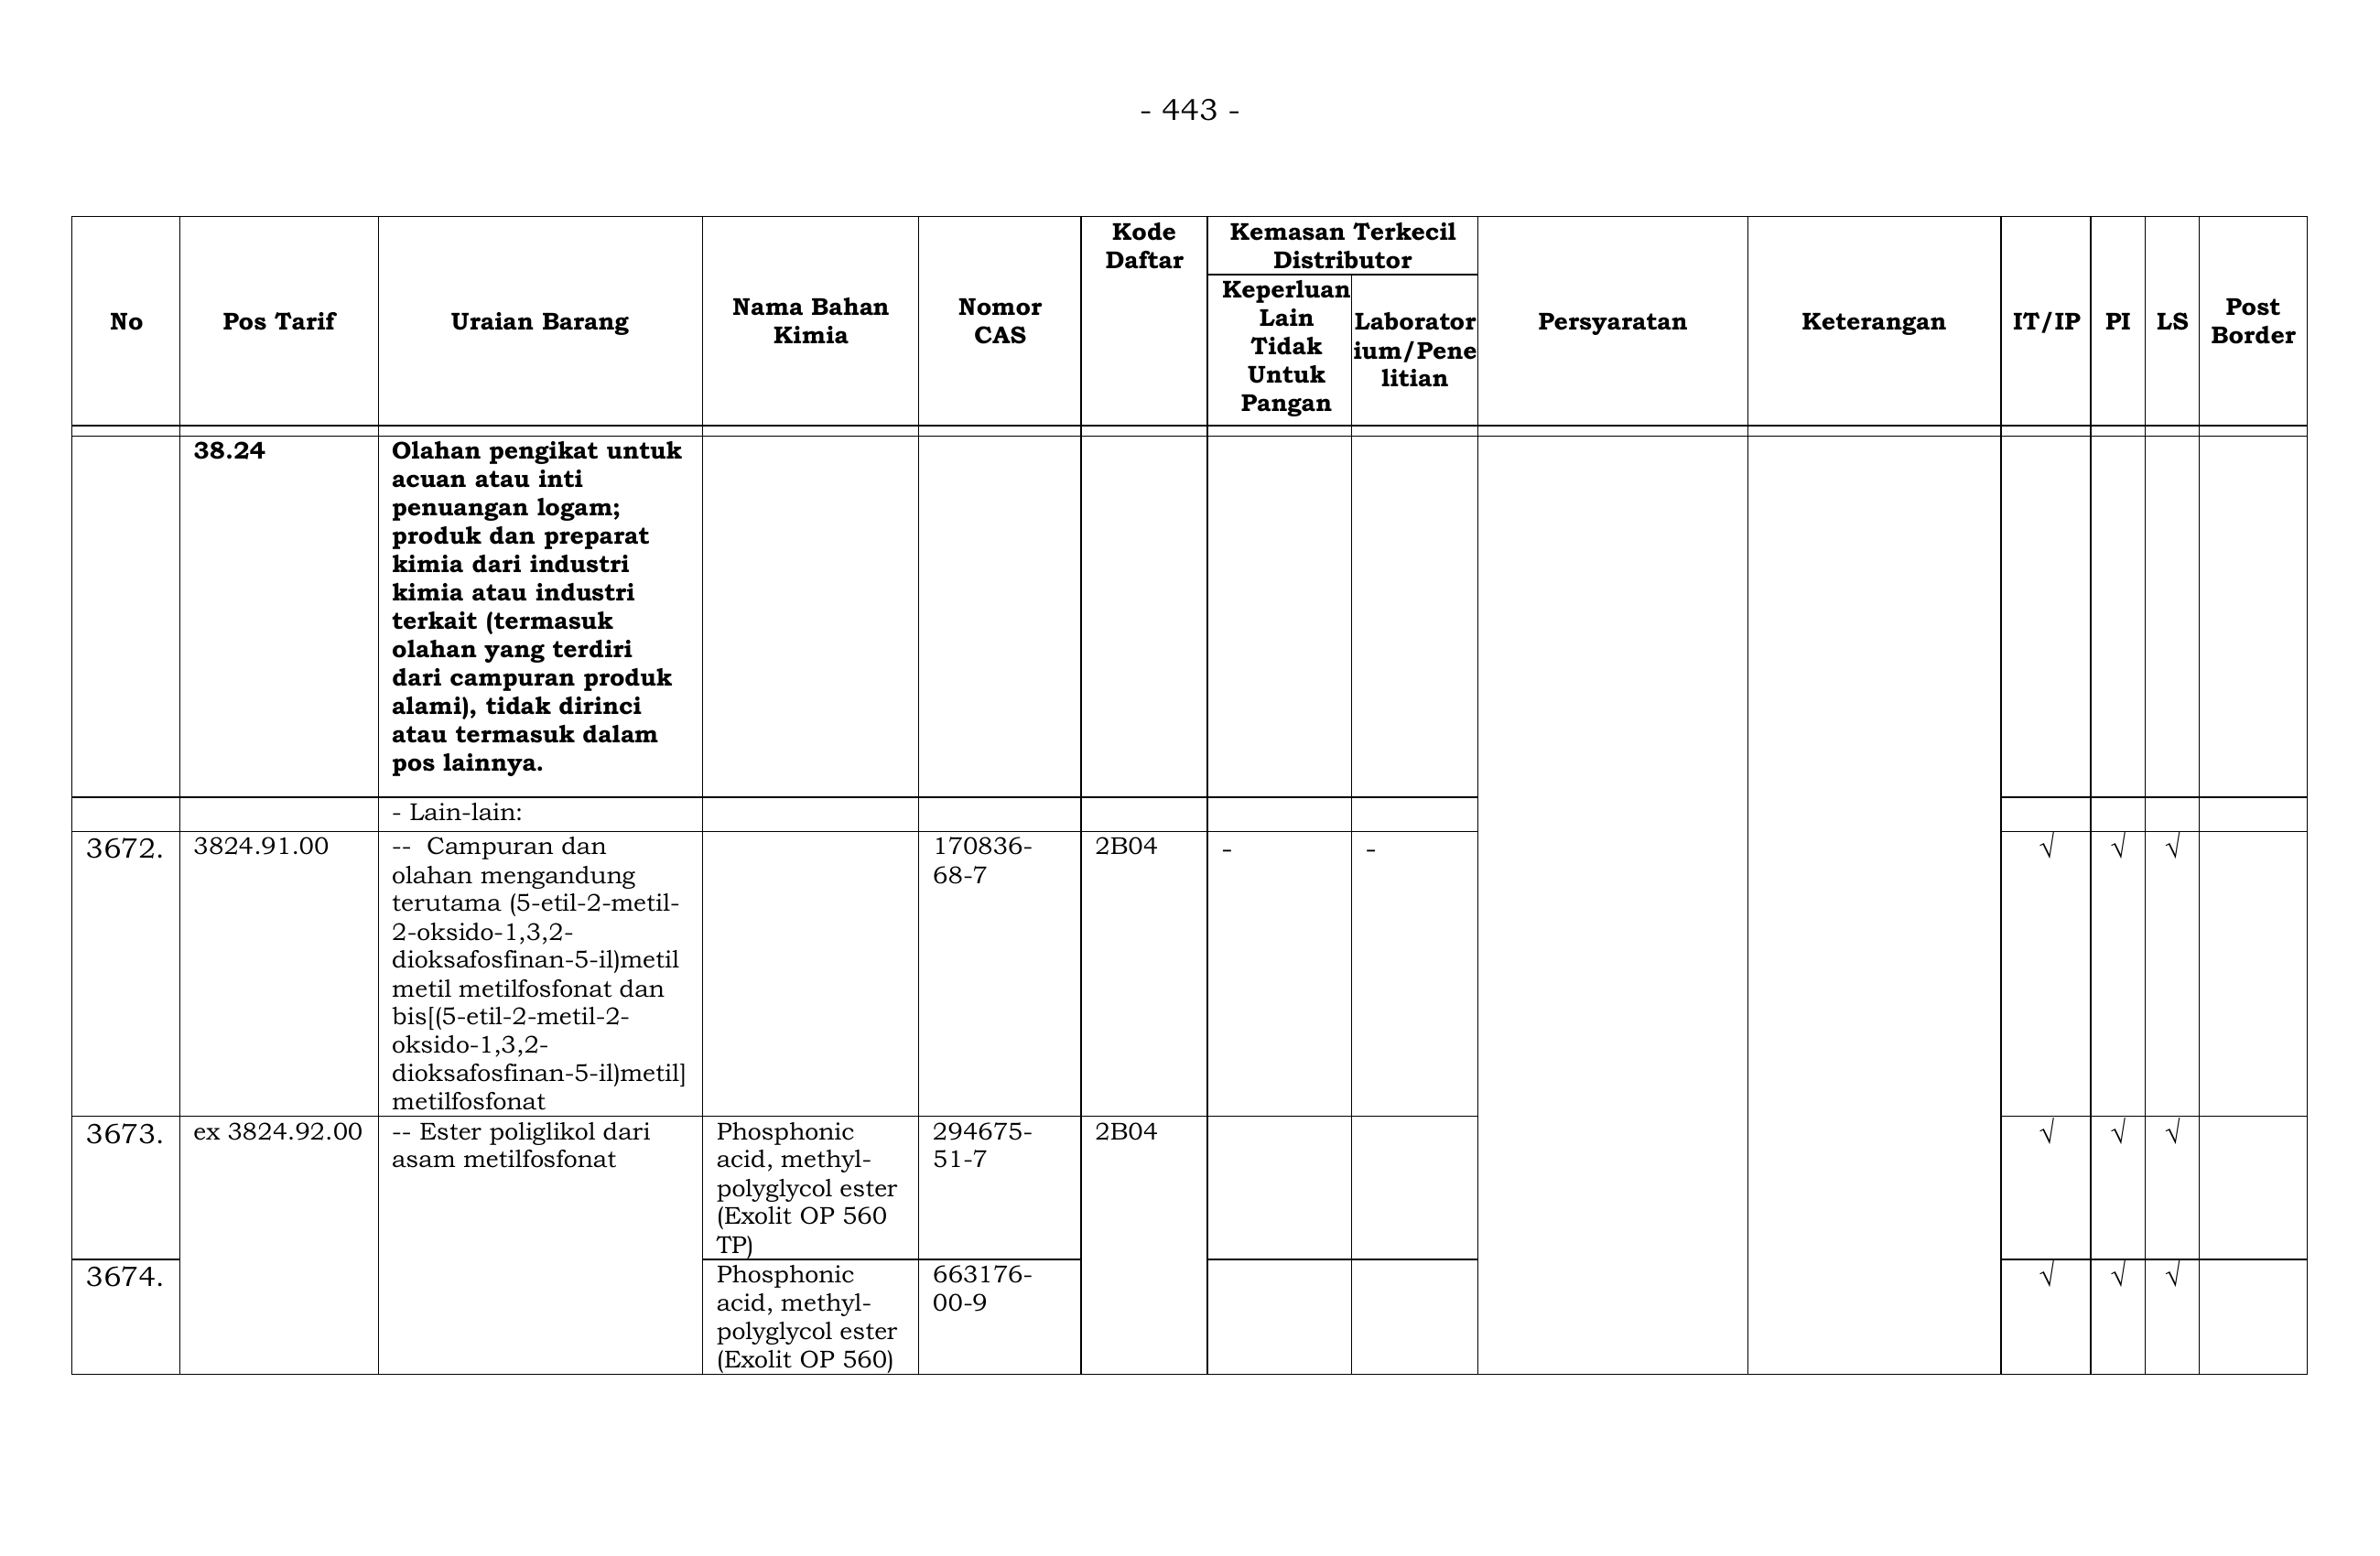 - 443 -
No
Pos Tarif
Uraian Barang
Nama Bahan
Kimia
Nomor
CAS
Kode
Daftar
Kemasan Terkecil
Distributor
Keperluan
Lain
Tidak
Untuk
Pangan
Laborator
ium/Pene
litian
Persyaratan
Keterangan
IT/IP
PI
LS
Post
Border
38.24
Olahan pengikat untuk
acuan atau inti
penuangan logam;
produk dan preparat
kimia dari industri
kimia atau industri
terkait (termasuk
olahan yang terdiri
dari campuran produk
alami), tidak dirinci
atau termasuk dalam
pos lainnya.
- Lain-lain:
3672.
3824.91.00
-- Campuran dan
olahan mengandung
terutama (5-etil-2-metil-
2-oksido-1,3,2-
dioksafosfinan-5-il)metil
metil metilfosfonat dan
bis[(5-etil-2-metil-2-
oksido-1,3,2-
dioksafosfinan-5-il)metil]
metilfosfonat
170836-
68-7
2B04
-
-
√
√
√
3673.
ex 3824.92.00
-- Ester poliglikol dari
asam metilfosfonat
Phosphonic
acid, methyl-
polyglycol ester
(Exolit OP 560
TP)
294675-
51-7
2B04
√
√
√
3674.
Phosphonic
acid, methyl-
polyglycol ester
(Exolit OP 560)
663176-
00-9
√
√
√